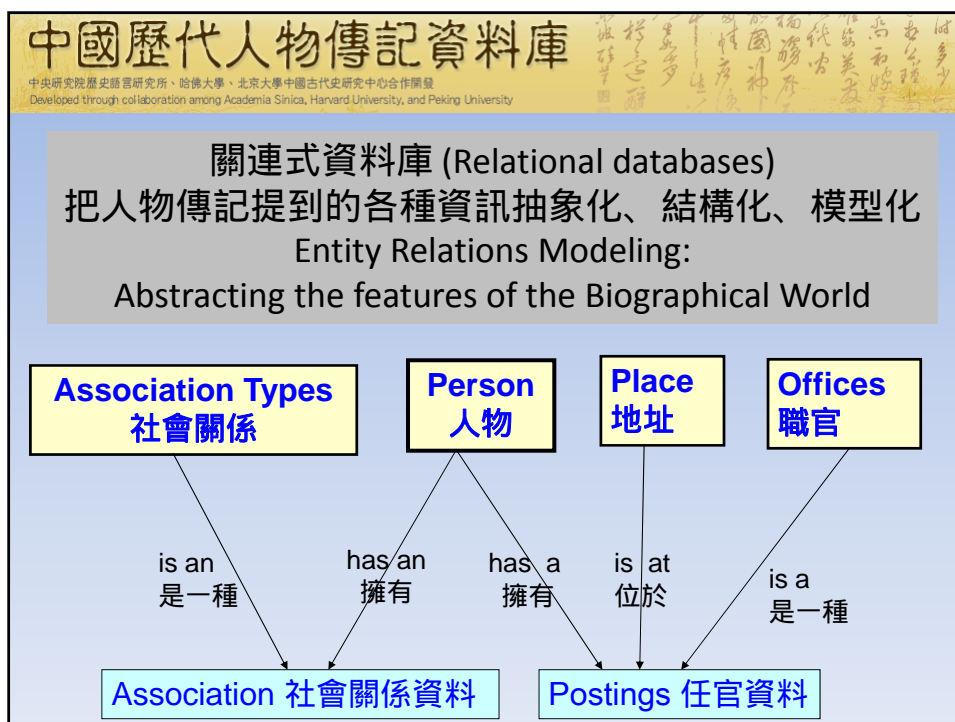 中國歷代人物傳記資料庫
中央研究院歷史語言研究所、哈佛大學、北京大學中國古代史研究中心合作開發
Developed through collaboration among Academia Sinica, Harvard University, and Peking University
關連式資料庫 (Relational databases)
把人物傳記提到的各種資訊抽象化、結構化、模型化
Entity Relations Modeling:
Abstracting the features of the Biographical World
Association Types
社會關係
Person
人物
Place
地址
Offices
職官
is an
是一種
has an
擁有
has a
擁有
is at
位於
is a
是一種
Association 社會關係資料
Postings 任官資料